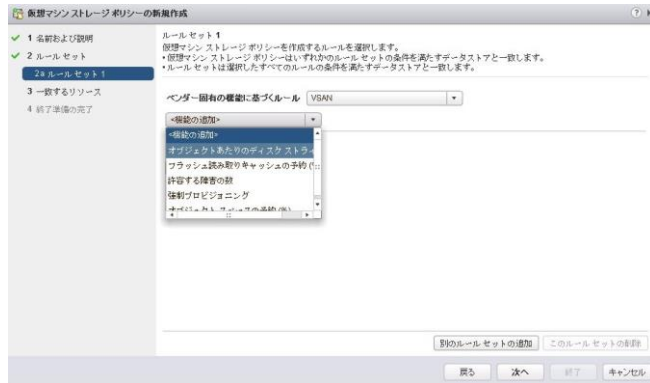 仮想マシン ストレージ ポリシーの新規作成
1 名前および説明
2 ルール セット
2a ルール セット 1
3 一致するリソース
4 終了準備の完了
ルール セット 1
仮想マシン ストレージ ポリシーを作成するルールを選択します。
• 仮想マシン ストレージ ポリシーはいずれかのルール セットの条件を満たすデータストアと一致します。
• ルール セットは選択したすべてのルールの条件を満たすデータストアと一致します。
ベンダー固有の機能に基づくルール VSAN
<機能の追加>
<機能の追加>
オブジェクトあたりのディスク ストライ
フラッシュ読み取りキャッシュの予約 (
許容する障害の数
強制プロビジョニング
オブジェクト スペースの予約 (%)
別のルール セットの追加 このルール セットの削除
戻る 次へ 終了 キャンセル